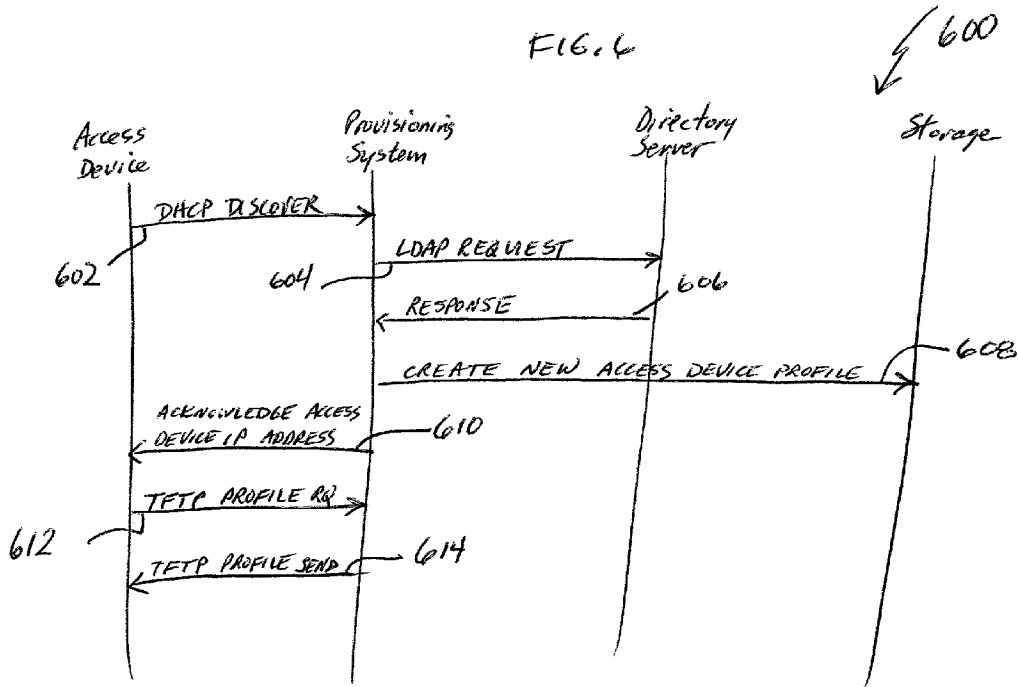 FIG. 6
600
Access
Device
Provisioning
System
Directory
Server
Storage
DHCP DISCOVER
602
LDAP REQUEST
604
RESPONSE
606
CREATE NEW ACCESS DEVICE PROFILE
608
ACKNOWLEDGE ACCESS
DEVICE IP ADDRESS
610
TFTP PROFILE RQ
612
TFTP PROFILE SEND
614